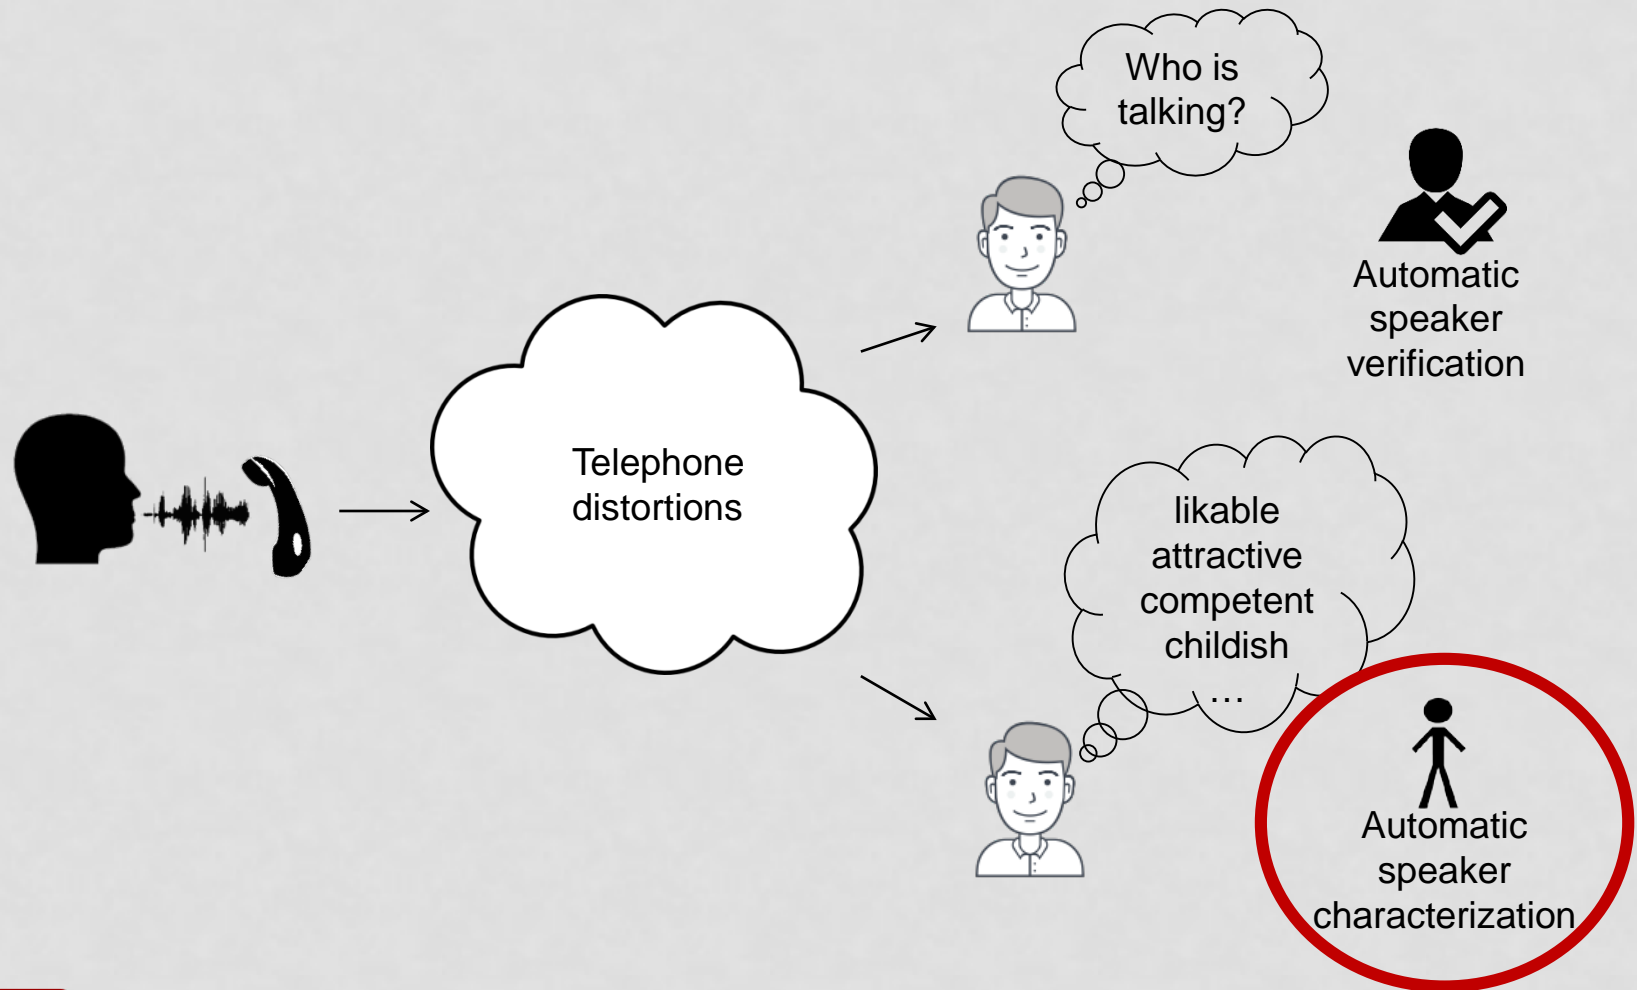 Who is
talking?
Automatic
speaker
verification
Telephone
distortions
likable
attractive
competent
childish
…
Automatic
speaker
characterization